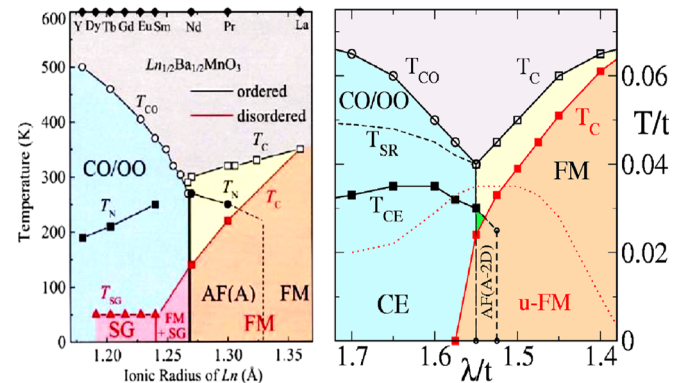 Y Dy Tb Gd Eu Sm Nd Pr La
600
500
400
300
200
100
0
Temperature (K)
Ln1/2Ba1/2MnO3
ordered
disordered
TCO
TC
CO/OO
TN
TN
TC
TSG
SG
FM
+ SG
AF(A)
FM
FM
1.20 1.25 1.30 1.35
Ionic Radius of Ln (Å)
TCO
TC
CO/OO
TC
TSR
FM
TCE
AF(A-2D)
CE
u-FM
0.06
T/t
0.04
0.02
0
1.7 1.6 1.5 1.4
λ/t